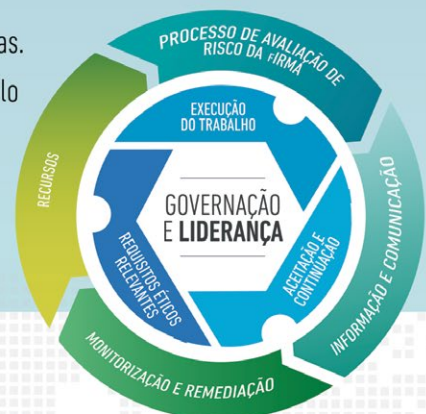 as.
lo
PROCESSO DE AVALIAÇÃO DE
RISCO DA fIRMA
EXECUÇÃO
DO TRABALHO
RECURSOS
GOVERNAÇÃO
E LIDERANÇA
REQUISITOS ÉTICOS
RELEVANTES
ACEITAÇÃO E
CONTINUAÇÃO
INFORMAÇÃO E COMUNICAÇÃO
MONITORIZAÇÃO E REMEDIAÇÃO